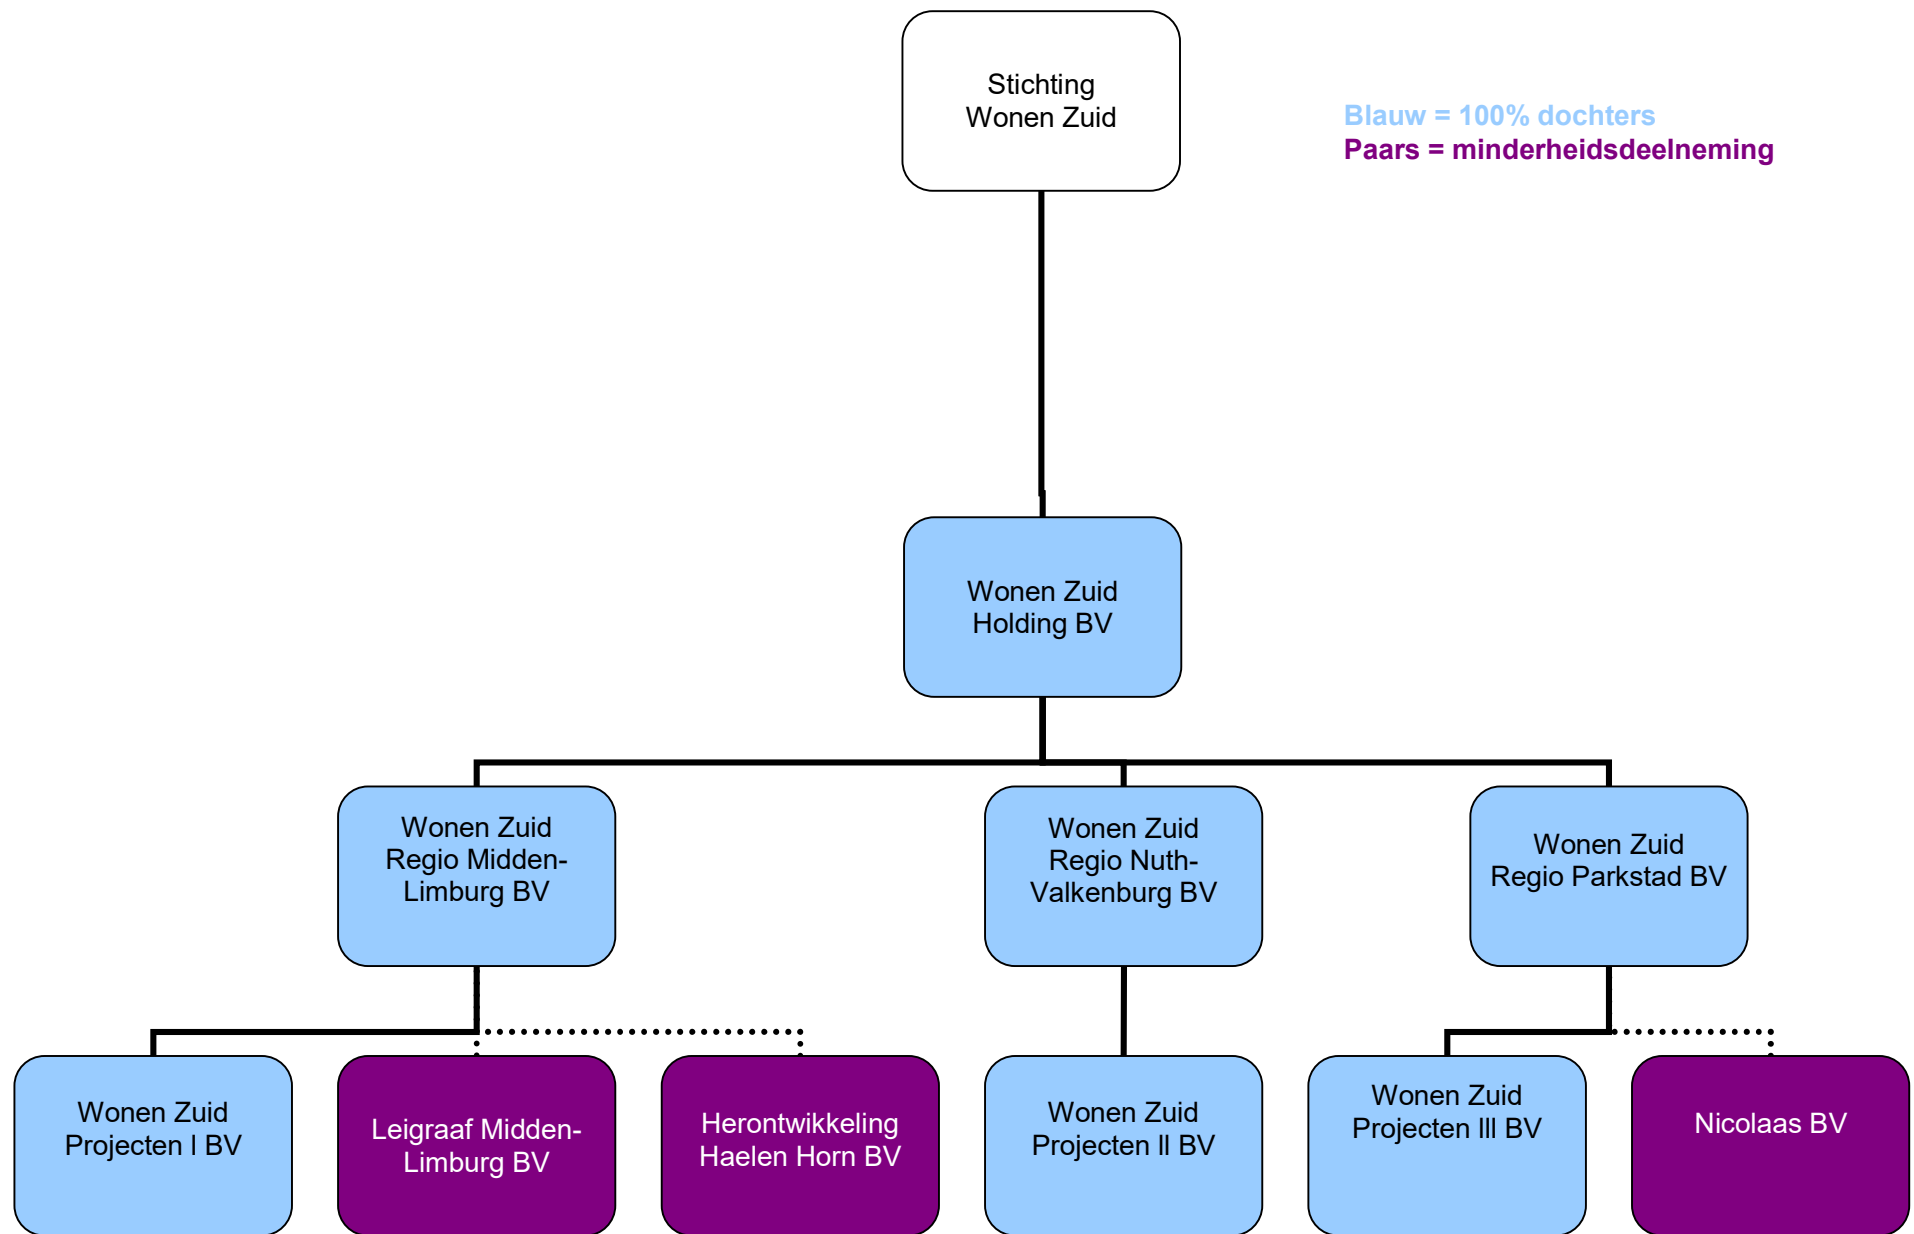 Stichting
Wonen Zuid
Blauw = 100% dochters
Paars = minderheidsdeelneming
Wonen Zuid
Holding BV
Wonen Zuid
Regio Midden-
Limburg BV
Wonen Zuid
Regio Nuth-
Valkenburg BV
Wonen Zuid
Regio Parkstad BV
Wonen Zuid
Projecten I BV
Leigraaf Midden-
Limburg BV
Herontwikkeling
Haelen Horn BV
Wonen Zuid
Projecten II BV
Wonen Zuid
Projecten III BV
Nicolaas BV